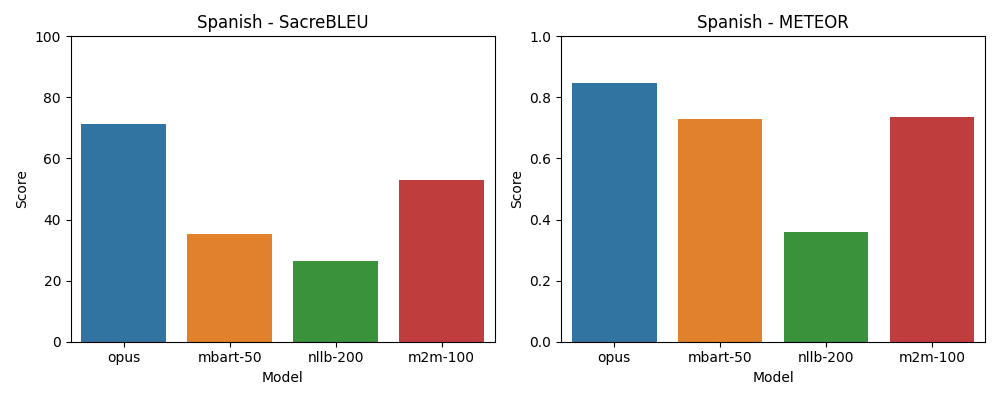 Spanish - SacreBLEU
100
80
60
40
20
0
Score
opus mbart-50 nllb-200 m2m-100
Model
Spanish - METEOR
1.0
0.8
0.6
0.4
0.2
0.0
Score
opus mbart-50 nllb-200 m2m-100
Model